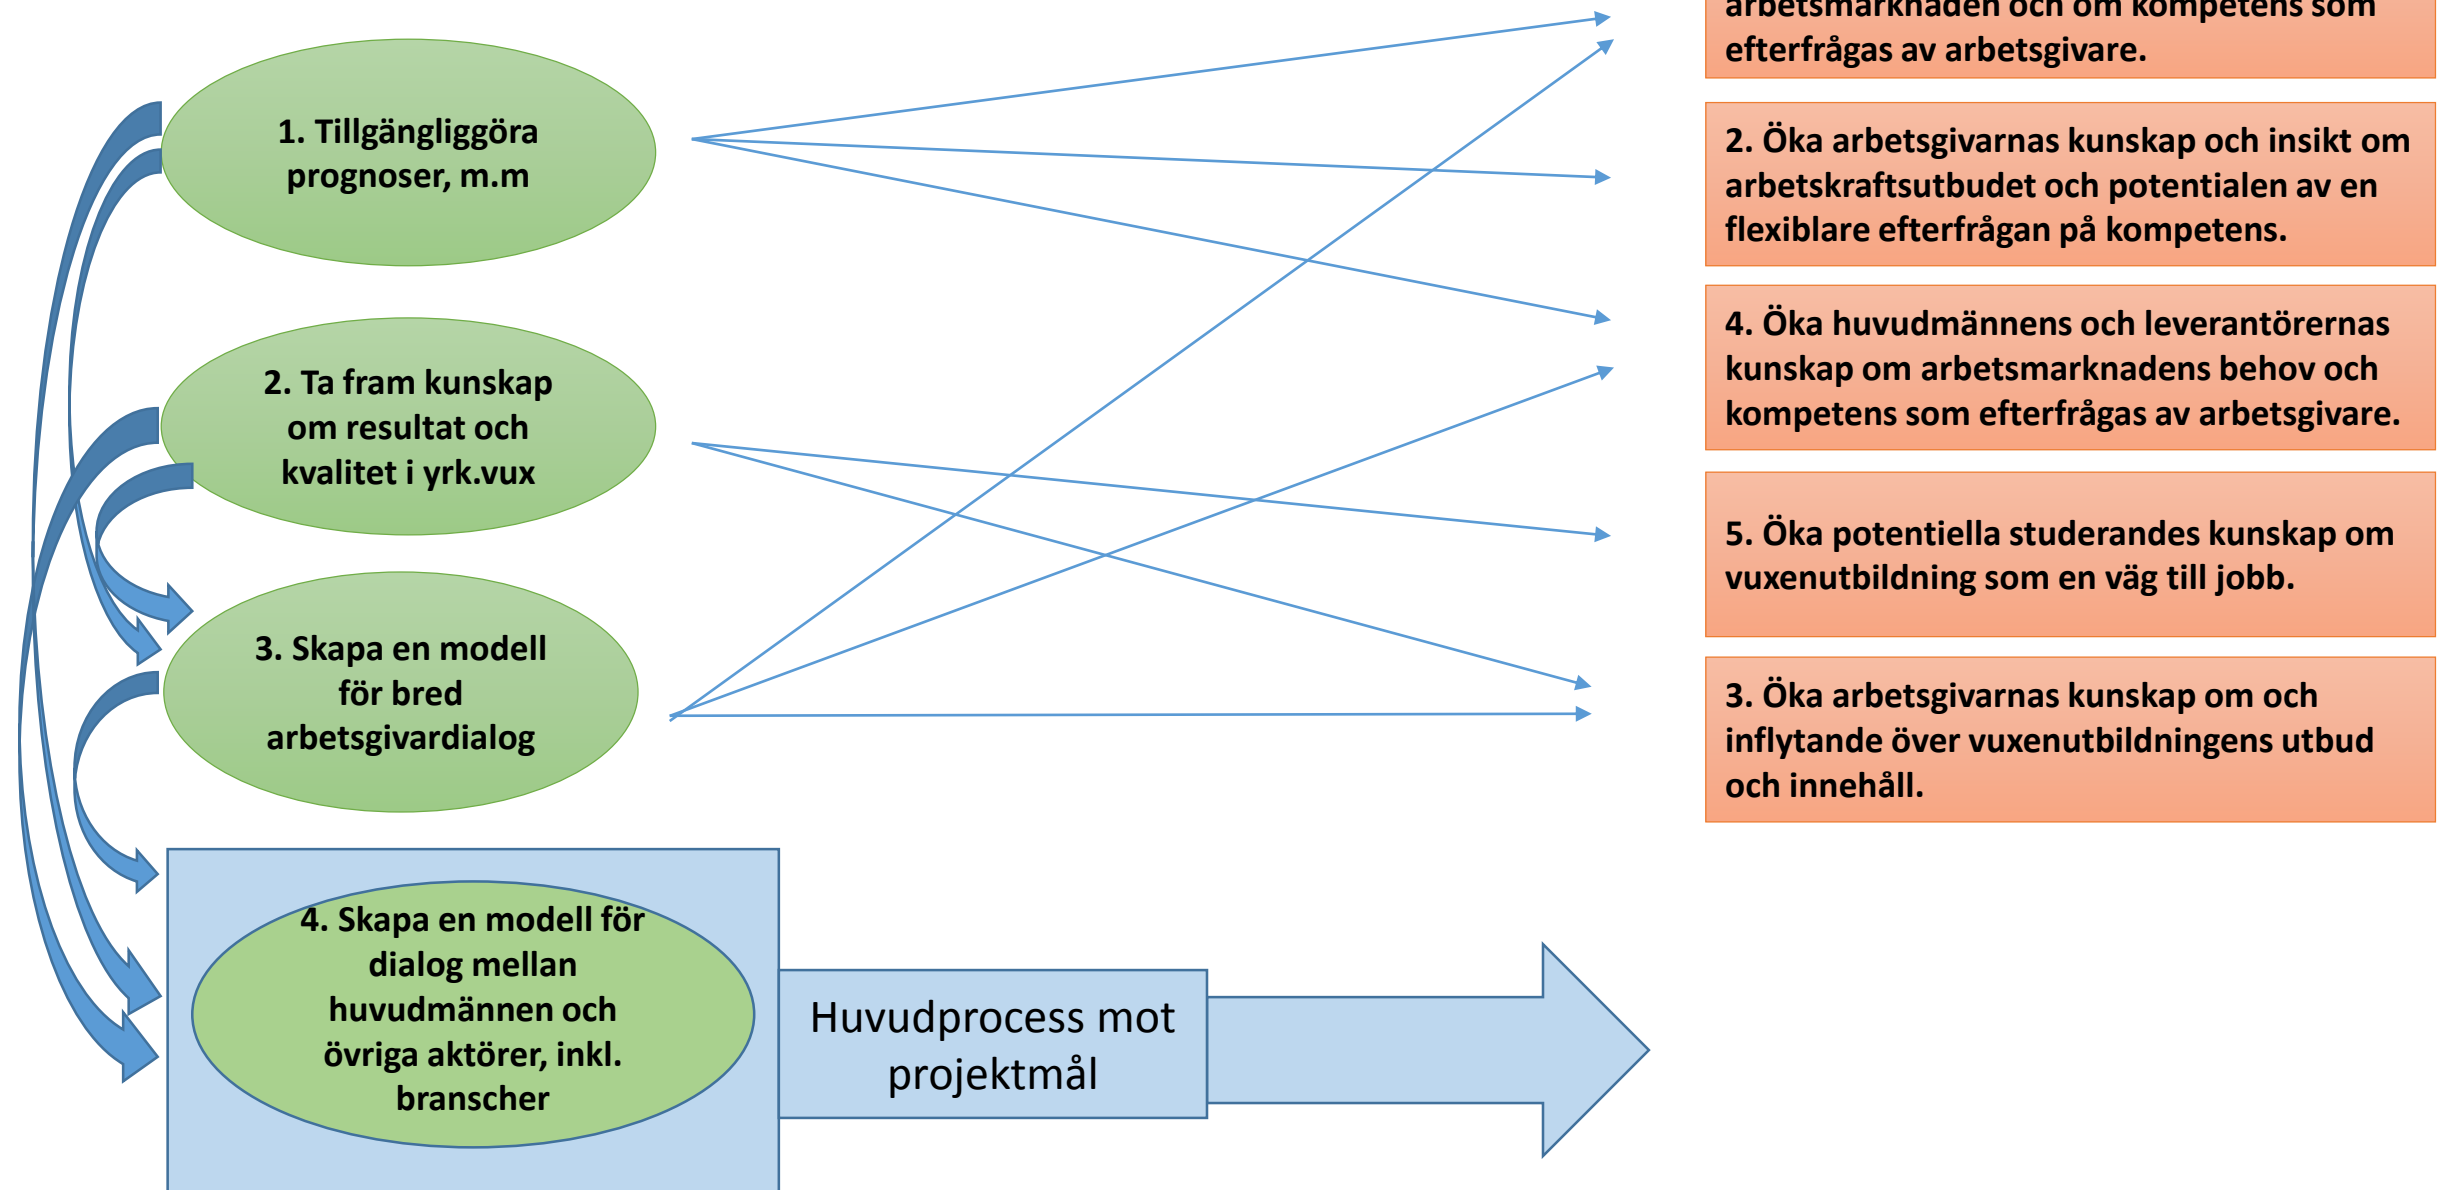 1. Tillgängliggöra
prognoser, m.m
2. Ta fram kunskap
om resultat och
kvalitet i yrk.vux
3. Skapa en modell
för bred
arbetsgivardialog
4. Skapa en modell för
dialog mellan
huvudmännen och
övriga aktörer, inkl.
branscher
Huvudprocess mot
projektmål
arbetsmarknaden och om kompetens som
efterfrågas av arbetsgivare.
2. Öka arbetsgivarnas kunskap och insikt om
arbetskraftsutbudet och potentialen av en
flexiblare efterfrågan på kompetens.
4. Öka huvudmännens och leverantörernas
kunskap om arbetsmarknadens behov och
kompetens som efterfrågas av arbetsgivare.
5. Öka potentiella studerandes kunskap om
vuxenutbildning som en väg till jobb.
3. Öka arbetsgivarnas kunskap om och
inflytande över vuxenutbildningens utbud
och innehåll.